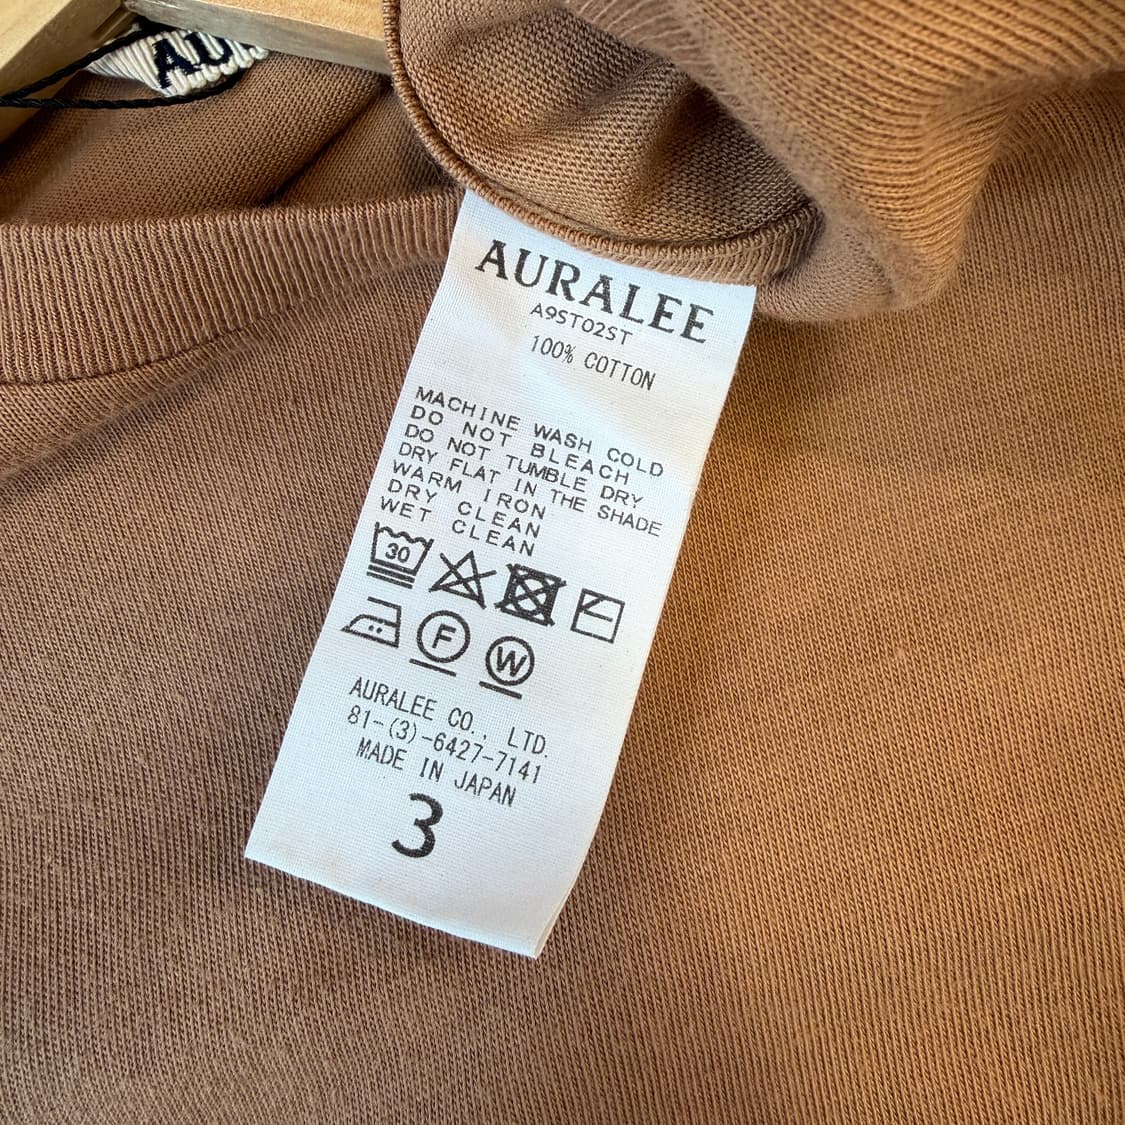 AU
AURALEE
A9ST02ST
100% COTTON
MACHINE WASH COLD
DO NOT BLEACH
DO NOT TUMBLE DRY
DRY FLAT IN THE SHADE
WARM IRON
DRY CLEAN
WET CLEAN
30
F W
AURALEE CO., LTD.
81-(3)-6427-7141
MADE IN JAPAN
3